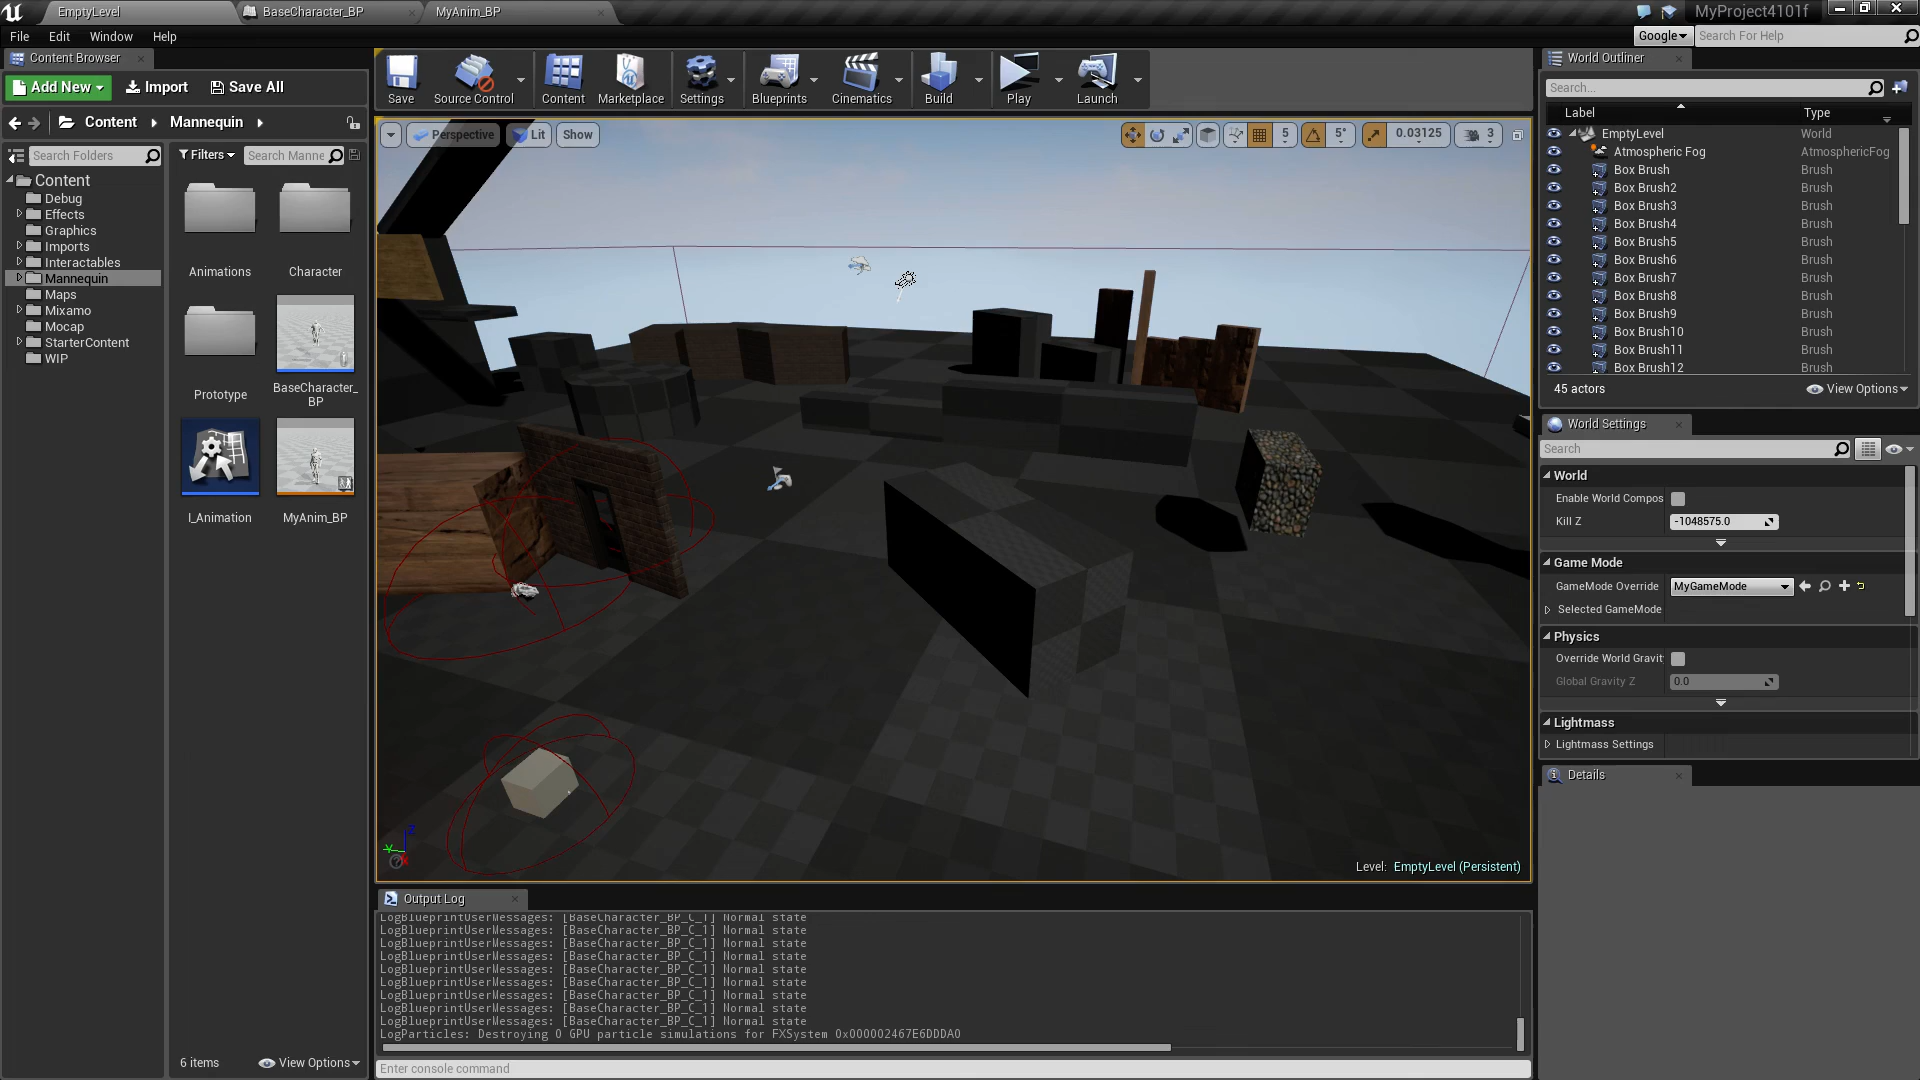 EmptyLevel
BaseCharacter_BP
MyAnim_BP
MyProject4101f
File Edit Window Help
Google
Search For Help
Content Browser
Add New
Import
Save All
Content
Mannequin
Search Folders
Filters
Search Manne
Content
Debug
Effects
Graphics
Imports
Interactables
Mannequin
Maps
Mixamo
Mocap
StarterContent
WIP
Animations
Character
Prototype
BaseCharacter_
BP
I_Animation
MyAnim_BP
6 items
View Options
Save
Source Control
Content
Marketplace
Settings
Blueprints
Cinematics
Build
Play
Launch
Perspective
Lit
Show
5
5°
0.03125
3
Z
Y
X
Level: EmptyLevel (Persistent)
Output Log
LogBlueprintUserMessages: [BaseCharacter_BP_C_1] Normal state
LogBlueprintUserMessages: [BaseCharacter_BP_C_1] Normal state
LogBlueprintUserMessages: [BaseCharacter_BP_C_1] Normal state
LogBlueprintUserMessages: [BaseCharacter_BP_C_1] Normal state
LogBlueprintUserMessages: [BaseCharacter_BP_C_1] Normal state
LogBlueprintUserMessages: [BaseCharacter_BP_C_1] Normal state
LogBlueprintUserMessages: [BaseCharacter_BP_C_1] Normal state
LogBlueprintUserMessages: [BaseCharacter_BP_C_1] Normal state
LogBlueprintUserMessages: [BaseCharacter_BP_C_1] Normal state
LogParticles: Destroying 0 GPU particle simulations for FXSystem 0x000002467E6DDDA0
Enter console command
World Outliner
Search...
Label Type
EmptyLevel World
Atmospheric Fog AtmosphericFog
Box Brush Brush
Box Brush2 Brush
Box Brush3 Brush
Box Brush4 Brush
Box Brush5 Brush
Box Brush6 Brush
Box Brush7 Brush
Box Brush8 Brush
Box Brush9 Brush
Box Brush10 Brush
Box Brush11 Brush
Box Brush12 Brush
45 actors
View Options
World Settings
Search
World
Enable World Compos
Kill Z -1048575.0
Game Mode
GameMode Override MyGameMode
Selected GameMode
Physics
Override World Gravit
Global Gravity Z 0.0
Lightmass
Lightmass Settings
Details